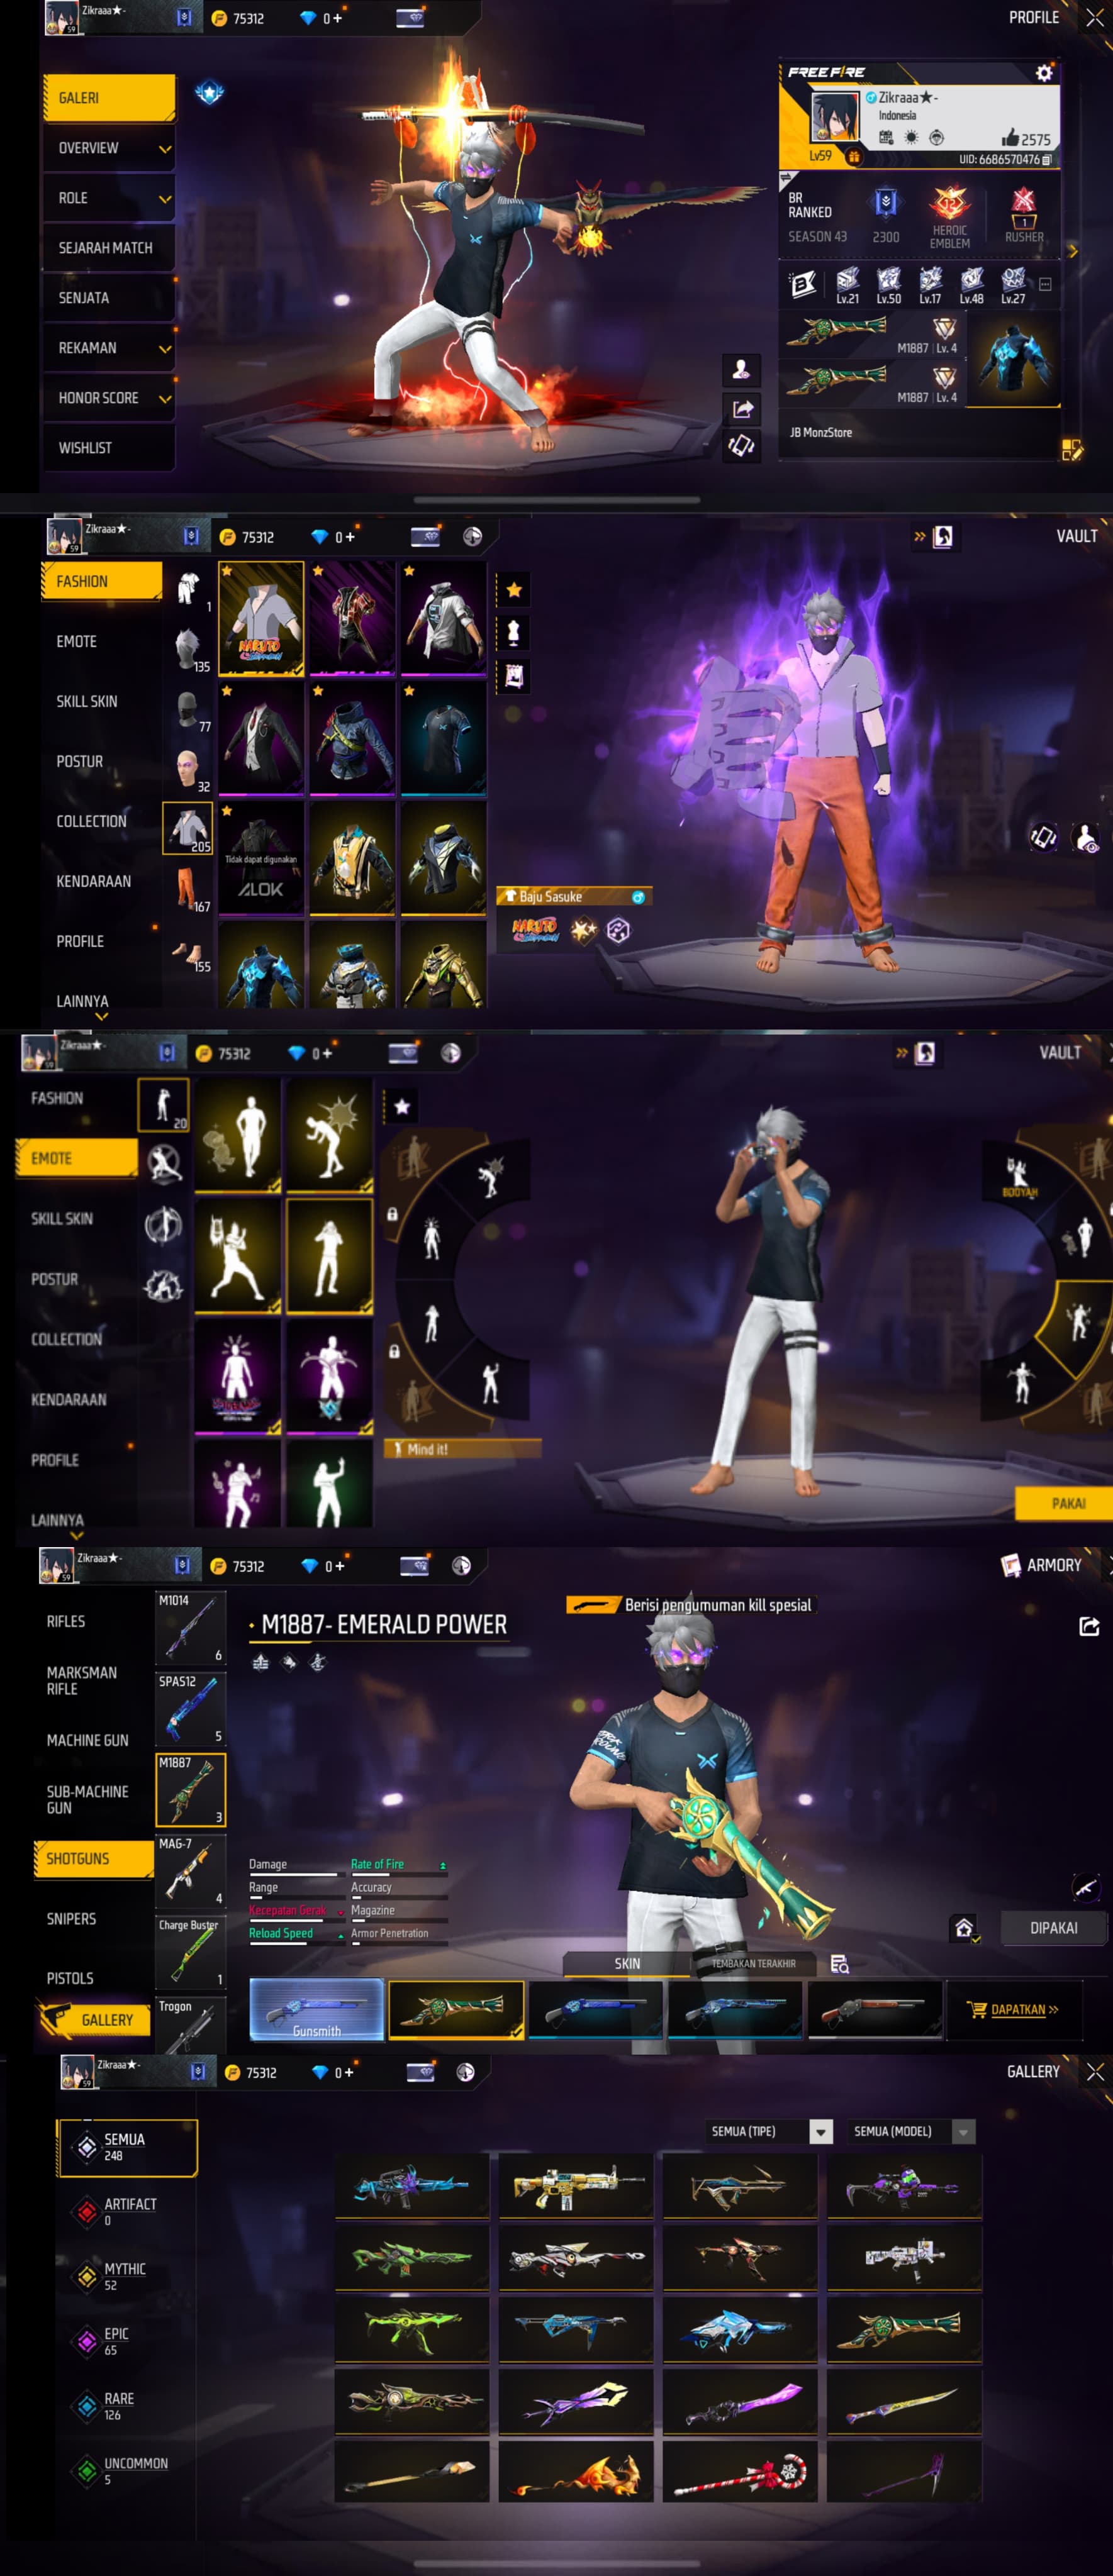 Zikraaa★-
59
75312
0+
PROFILE
GALERI
OVERVIEW
ROLE
SEJARAH MATCH
SENJATA
REKAMAN
HONOR SCORE
WISHLIST
FREE FIRE
Zikraaa★-
Indonesia
2575
Lv59
UID: 6686570476
BR
RANKED
SEASON 43
2300
HEROIC
EMBLEM
1
RUSHER
Lv.21
Lv.50
Lv.17
Lv.48
Lv.27
M1887 | Lv. 4
M1887 | Lv. 4
JB MonzStore
Zikraaa★-
59
75312
0+
VAULT
FASHION
EMOTE
SKILL SKIN
POSTUR
COLLECTION
KENDARAAN
PROFILE
LAINNYA
1
135
77
32
205
167
155
NARUTO
Tidak dapat digunakan
ALOK
Baju Sasuke
NARUTO
Zikraaa★-
59
75312
0+
VAULT
FASHION
EMOTE
SKILL SKIN
POSTUR
COLLECTION
KENDARAAN
PROFILE
LAINNYA
20
BOOYAH
Mind it!
PAKAI
Zikraaa★-
59
75312
0+
ARMORY
RIFLES
MARKSMAN
RIFLE
MACHINE GUN
SUB-MACHINE
GUN
SHOTGUNS
SNIPERS
PISTOLS
GALLERY
M1014
6
SPAS12
5
M1887
3
MAG-7
4
Charge Buster
1
Trogon
M1887- EMERALD POWER
Berisi pengumuman kill spesial
Damage
Rate of Fire
Range
Accuracy
Kecepatan Gerak
Magazine
Reload Speed
Armor Penetration
DIPAKAI
SKIN
TEMBAKAN TERAKHIR
Gunsmith
DAPATKAN >>
Zikraaa★-
59
75312
0+
GALLERY
SEMUA
248
ARTIFACT
0
MYTHIC
52
EPIC
65
RARE
126
UNCOMMON
5
SEMUA (TIPE)
SEMUA (MODEL)